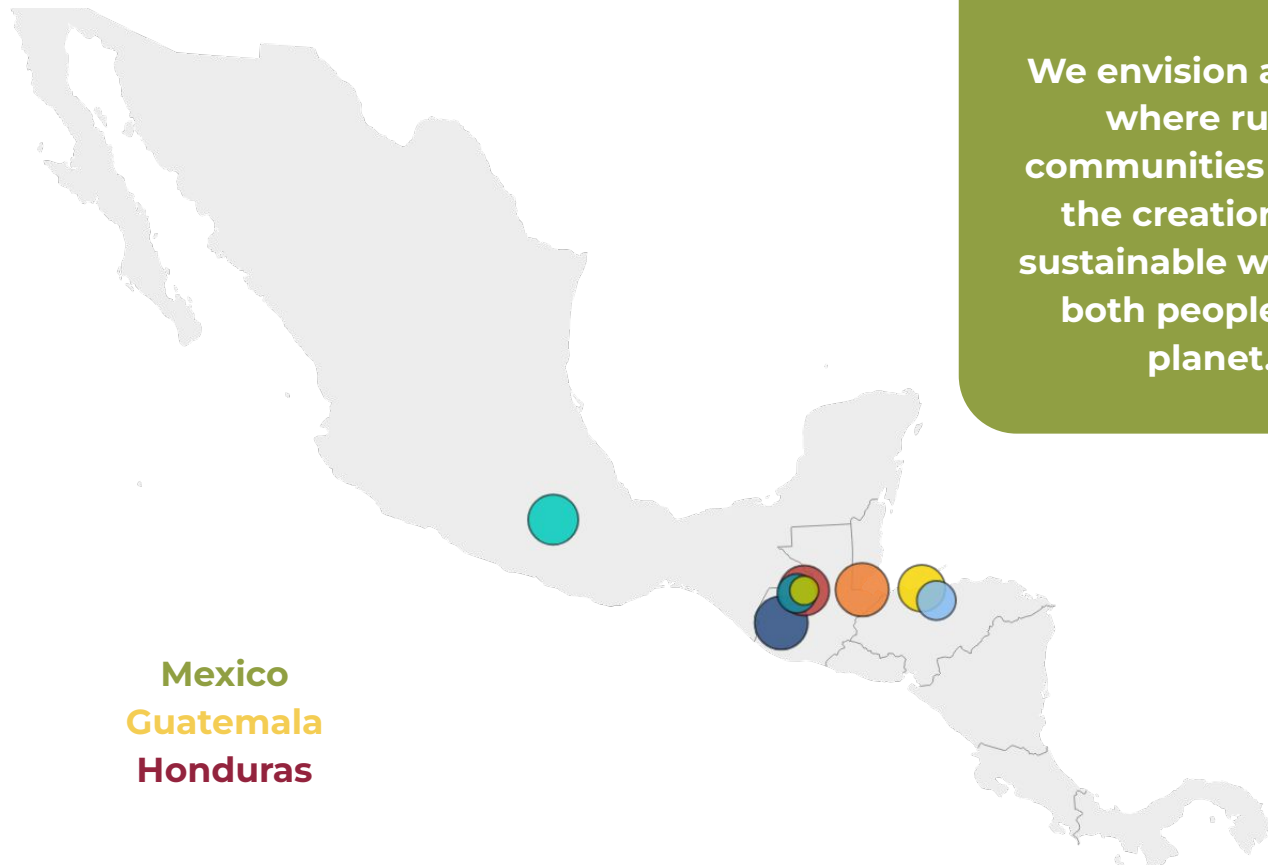 We envision a
where ru
communities
the creation
sustainable w
both people
planet.
Mexico
Guatemala
Honduras